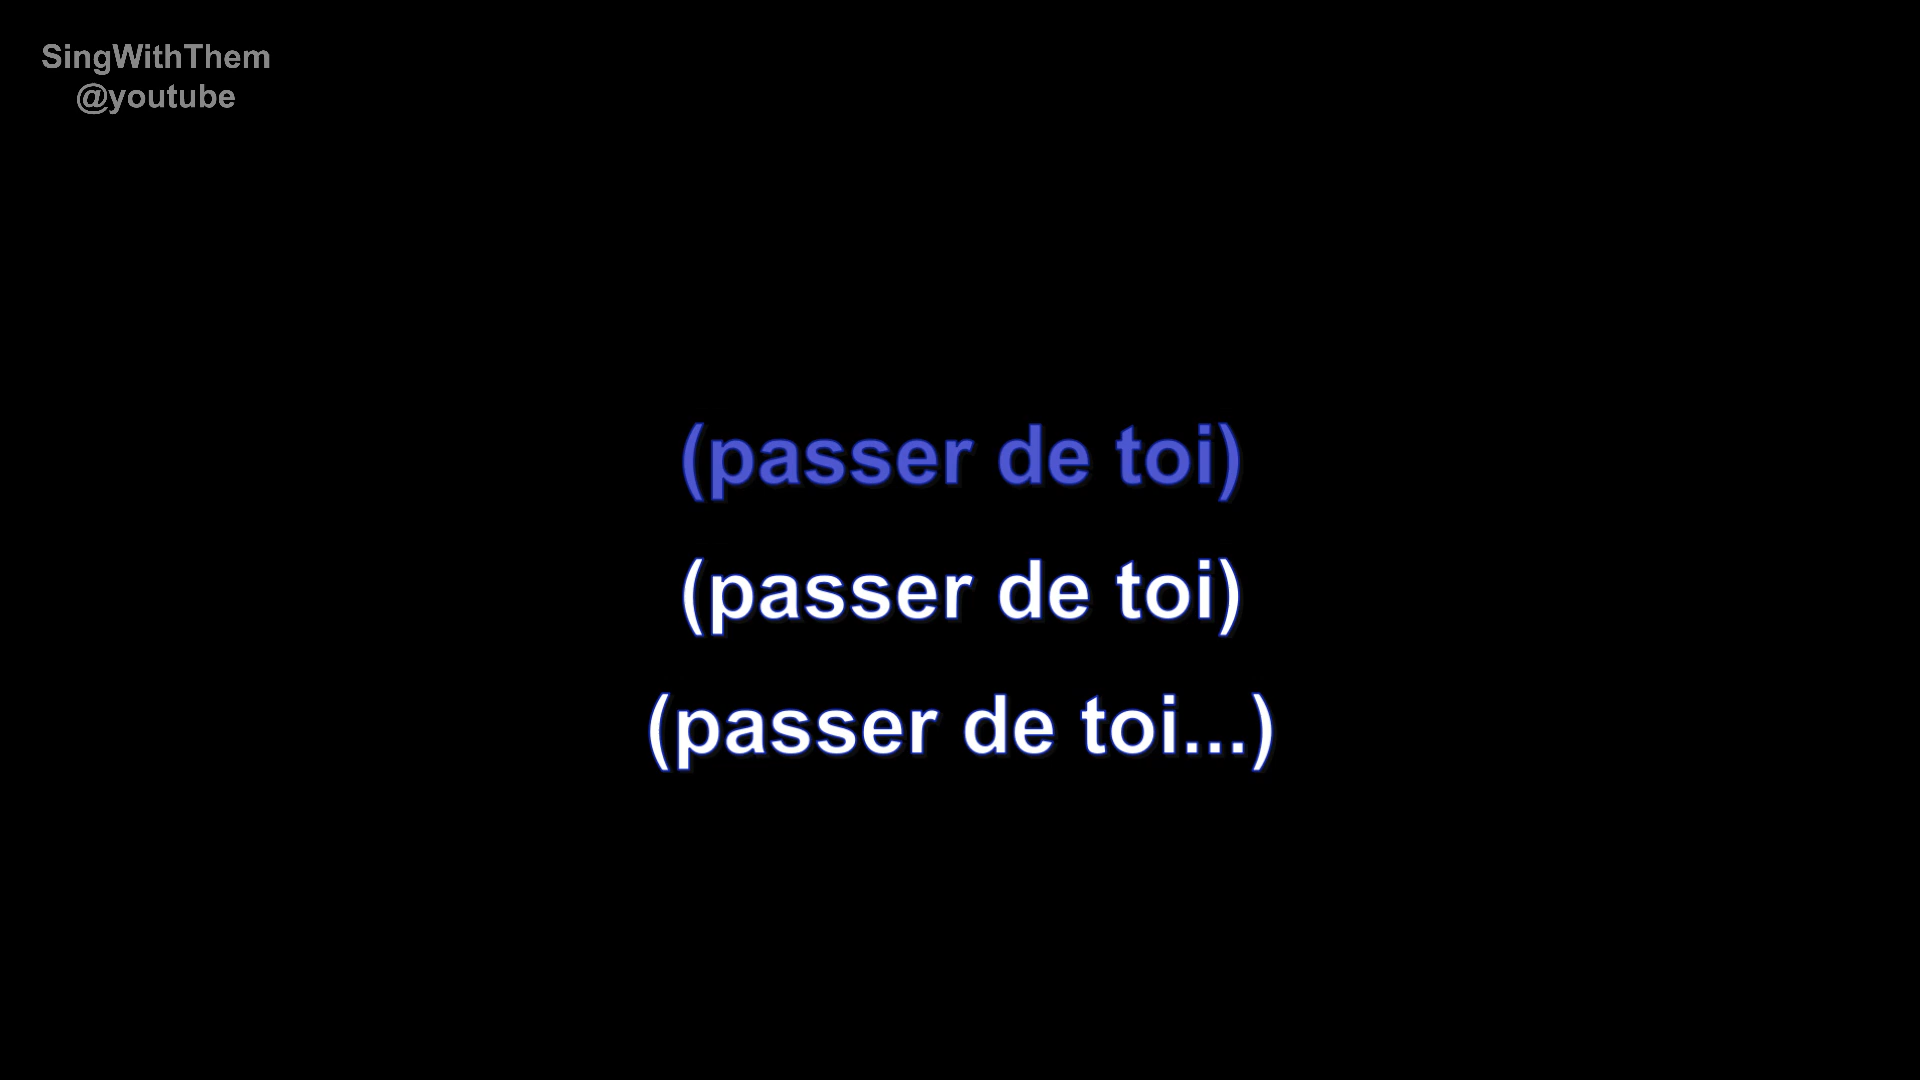 SingWithThem
@youtube
(passer de toi)
(passer de toi)
(passer de toi...)